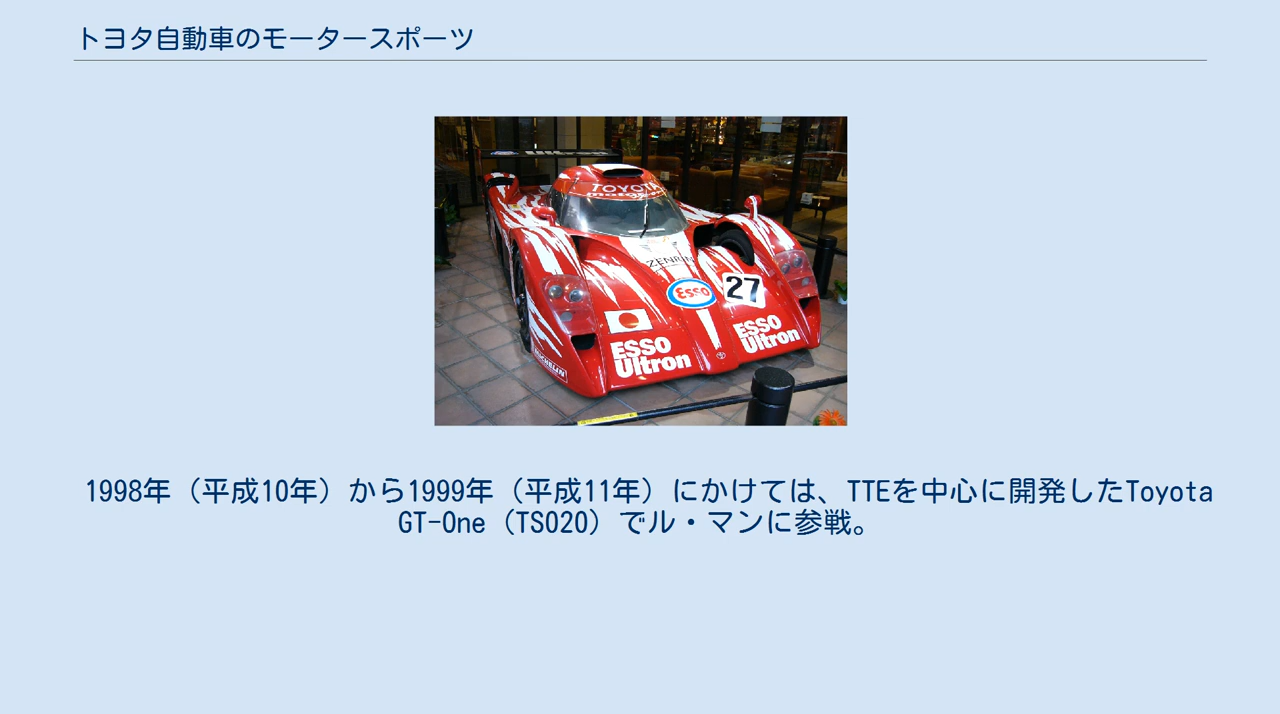 トヨタ自動車のモータースポーツ
TOYOTA
motorsport
ZENRIN
Esso
27
ESSO
Ultron
ESSO
Ultron
MICHELIN
1998年（平成10年）から1999年（平成11年）にかけては、TTEを中心に開発したToyota
GT-One（TS020）でル・マンに参戦。